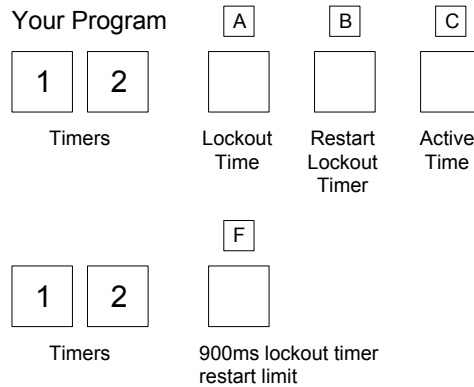 Your Program A B C
1 2
Timers Lockout Time Restart Lockout Timer Active Time
F
1 2
Timers 900ms lockout timer restart limit